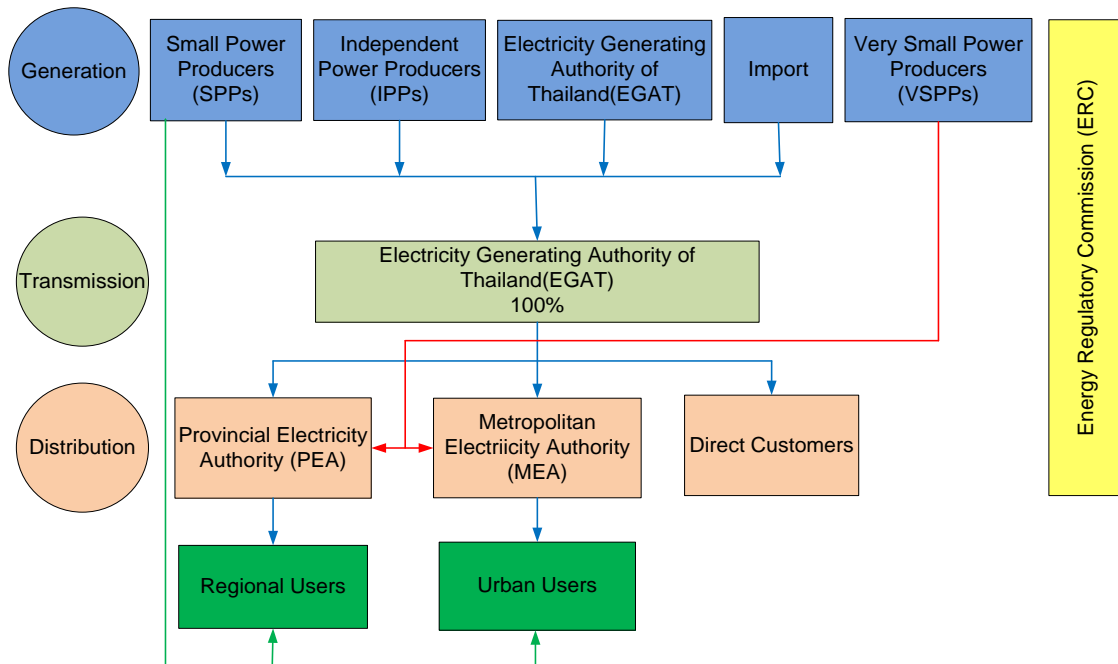 Generation
Small Power
Producers
(SPPs)
Independent
Power Producers
(IPPs)
Electricity Generating
Authority of
Thailand(EGAT)
Import
Very Small Power
Producers
(VSPPs)
Energy Regulatory Commission (ERC)
Transmission
Electricity Generating Authority of
Thailand(EGAT)
100%
Distribution
Provincial Electricity
Authority (PEA)
Metropolitan
Electriicity Authority
(MEA)
Direct Customers
Regional Users
Urban Users